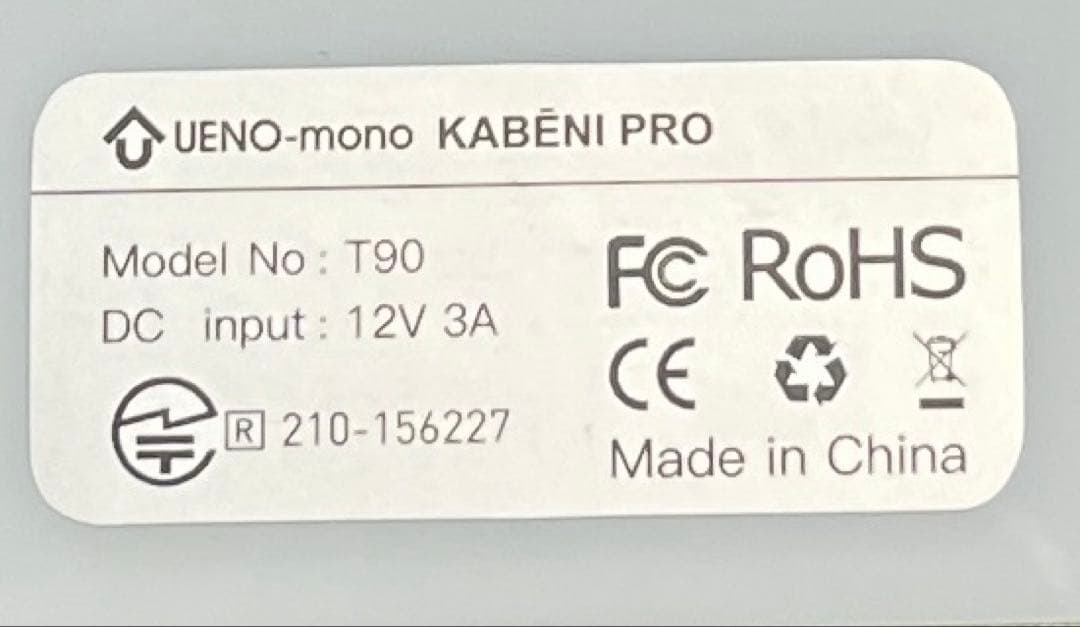 UENO-mono KABĒNI PRO
Model No : T90
DC input : 12V 3A
R 210-156227
FC RoHS
CE
Made in China